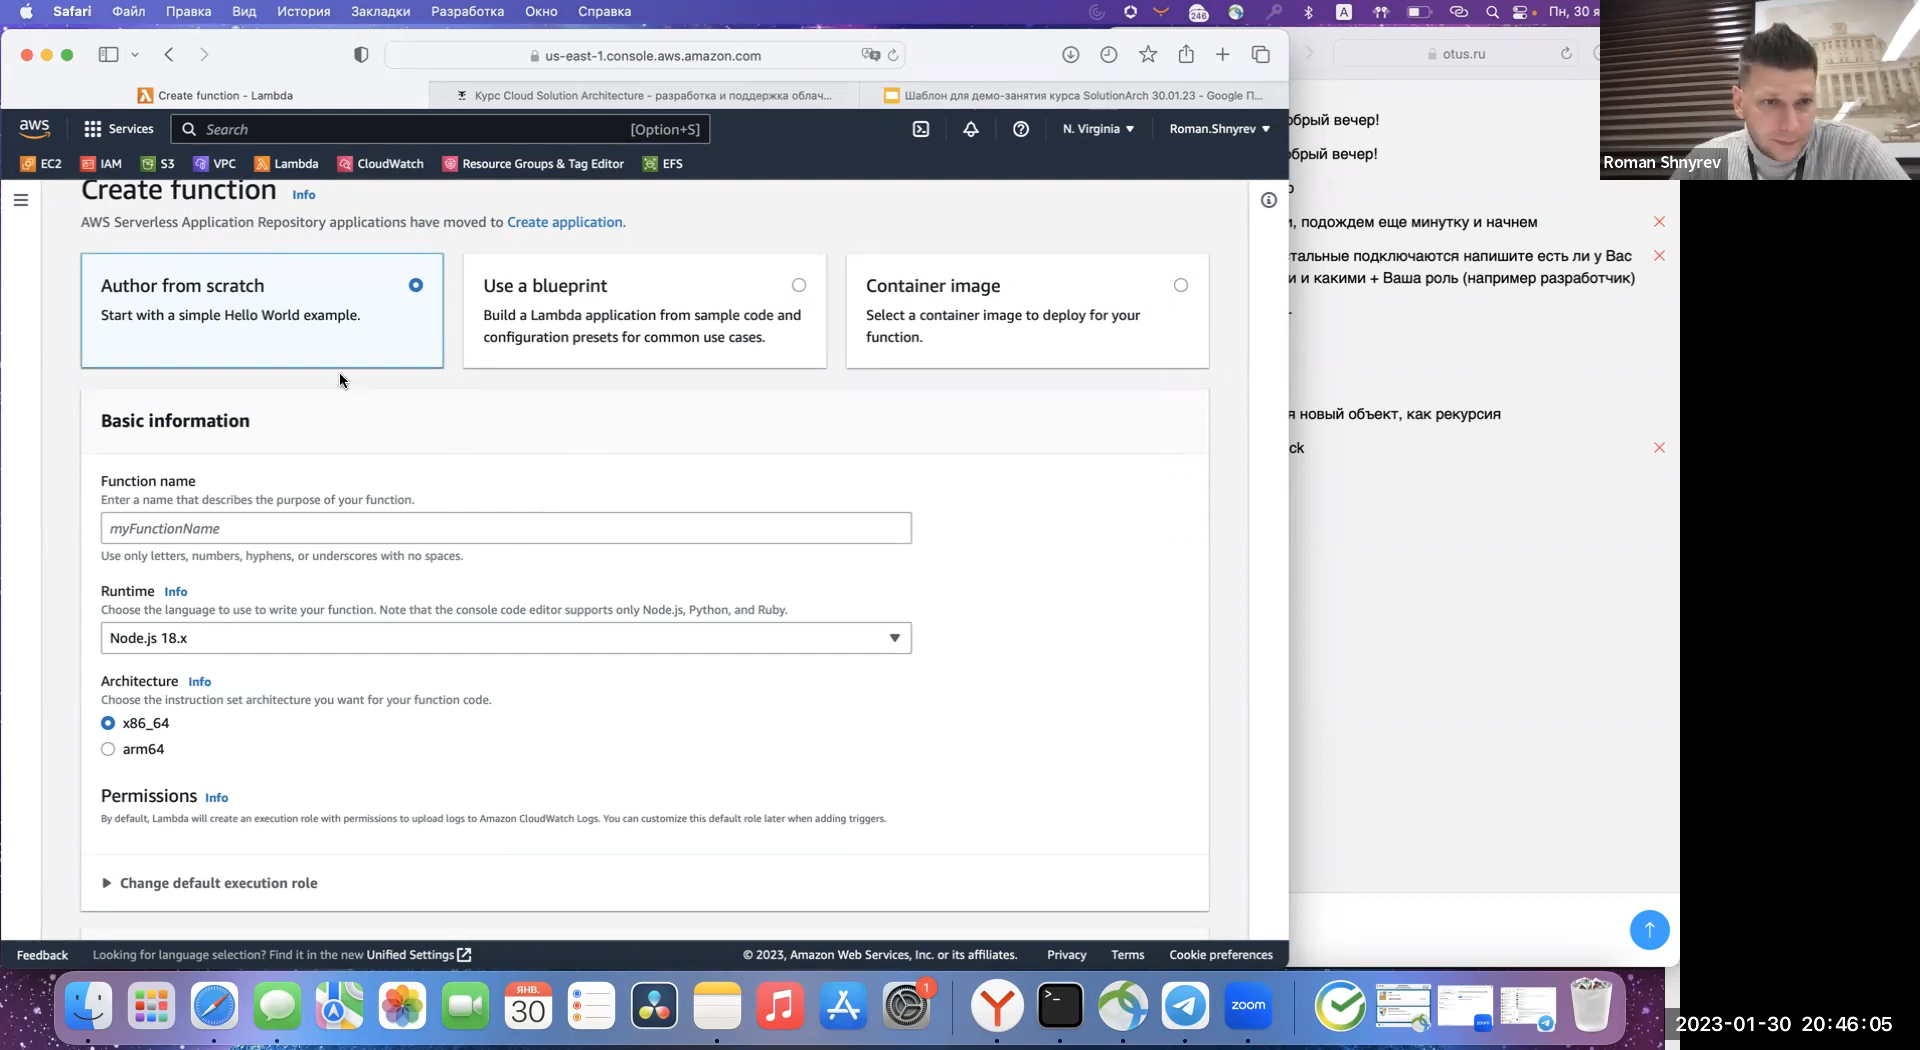 Safari Файл Правка Вид История Закладки Разработка Окно Справка
246
A
Пн, 30 я
us-east-1.console.aws.amazon.com
otus.ru
Create function - Lambda
Курс Cloud Solution Architecture - разработка и поддержка облач...
Шаблон для демо-занятия курса SolutionArch 30.01.23 - Google П...
aws
Services
Search
[Option+S]
N. Virginia
Roman.Shnyrev
EC2 IAM S3 VPC Lambda CloudWatch Resource Groups & Tag Editor EFS
Create function Info
AWS Serverless Application Repository applications have moved to Create application.
Author from scratch
Start with a simple Hello World example.
Use a blueprint
Build a Lambda application from sample code and
configuration presets for common use cases.
Container image
Select a container image to deploy for your
function.
Basic information
Function name
Enter a name that describes the purpose of your function.
myFunctionName
Use only letters, numbers, hyphens, or underscores with no spaces.
Runtime Info
Choose the language to use to write your function. Note that the console code editor supports only Node.js, Python, and Ruby.
Node.js 18.x
Architecture Info
Choose the instruction set architecture you want for your function code.
x86_64
arm64
Permissions Info
By default, Lambda will create an execution role with permissions to upload logs to Amazon CloudWatch Logs. You can customize this default role later when adding triggers.
Change default execution role
Feedback
Looking for language selection? Find it in the new Unified Settings
© 2023, Amazon Web Services, Inc. or its affiliates.
Privacy
Terms
Cookie preferences
обрый вечер!
обрый вечер!
о
, подождем еще минутку и начнем
тальные подключаются напишите есть ли у Вас
и и какими + Ваша роль (например разработчик)
я новый объект, как рекурсия
ck
Roman Shnyrev
ЯНВ.
30
1
zoom
2023-01-30 20:46:05